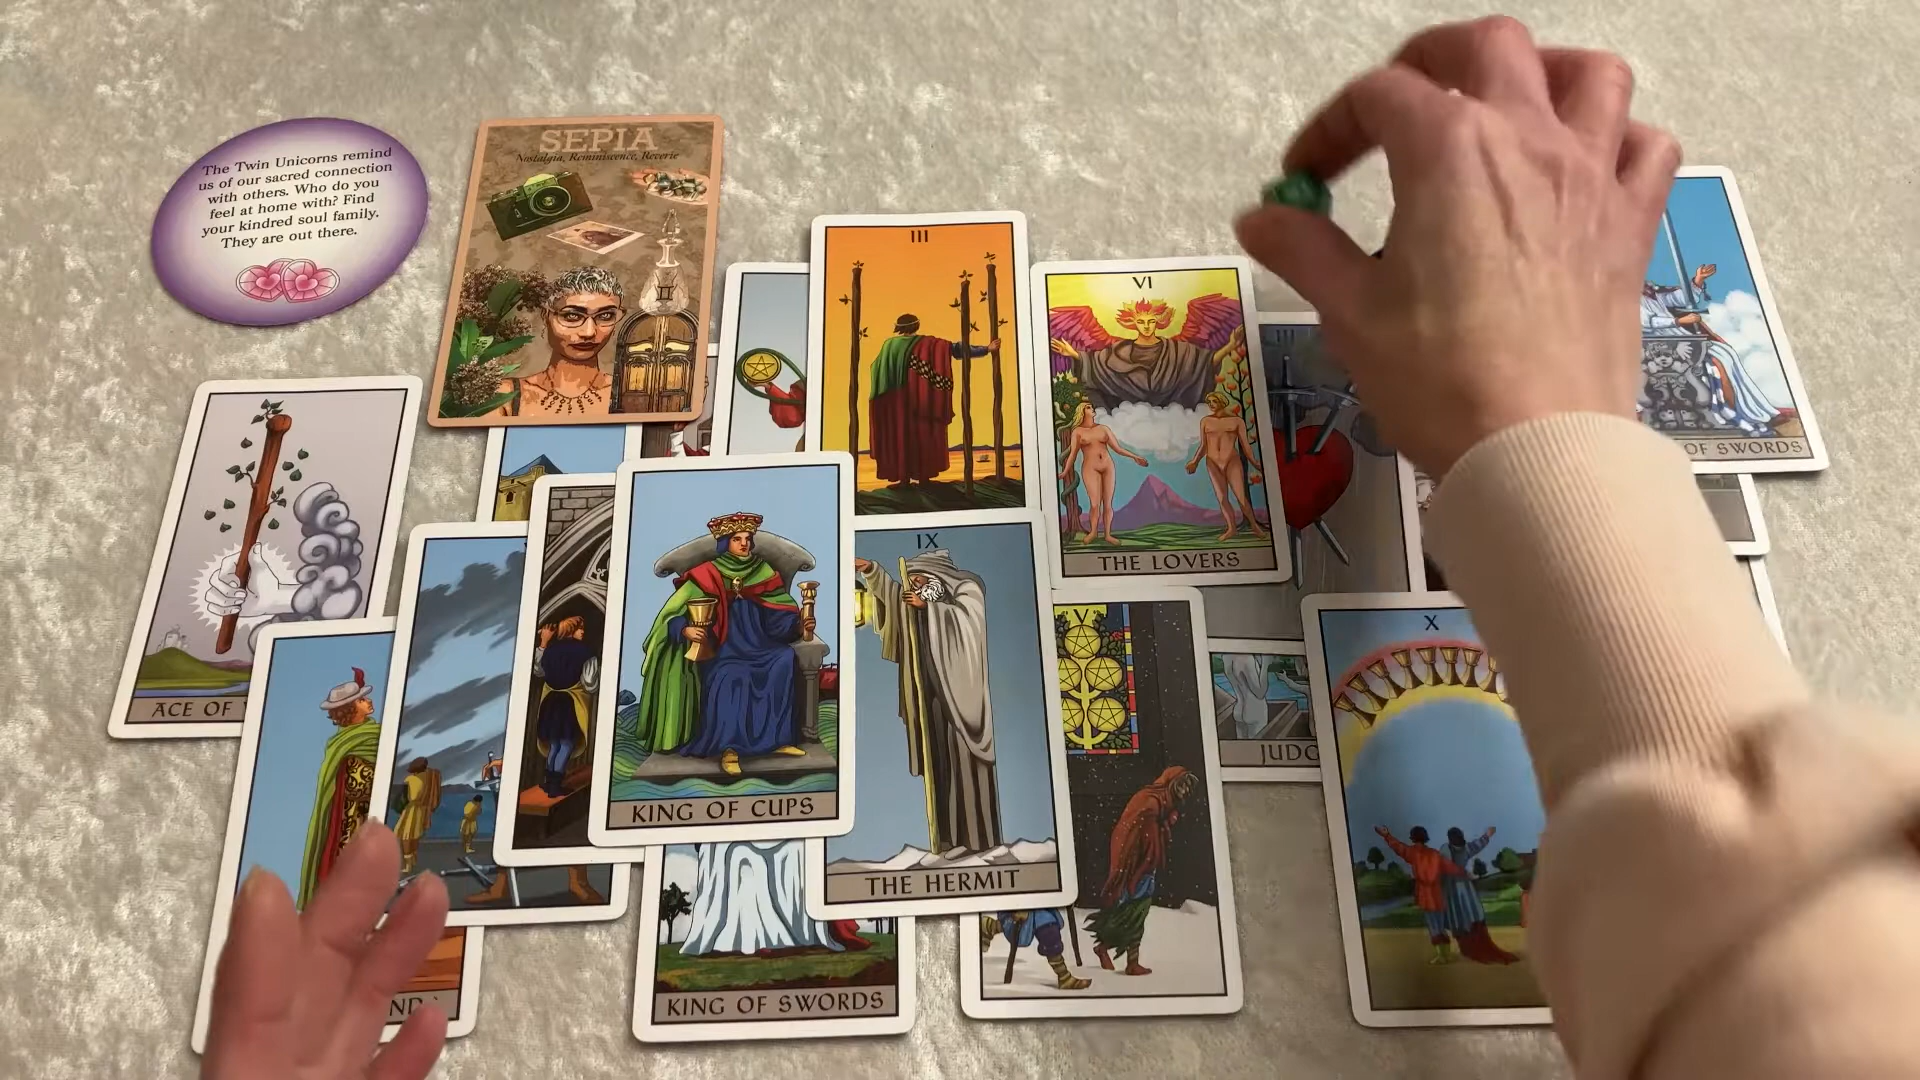 The Twin Unicorns remind
us of our sacred connection
with others. Who do you
feel at home with? Find
your kindred soul family.
They are out there.
SEPIA
Nostalgia, Reminiscence, Reverie
III
VI
THE LOVERS
III
OF SWORDS
ACE OF
IX
V
X
JUDG
KING OF CUPS
THE HERMIT
KING OF SWORDS